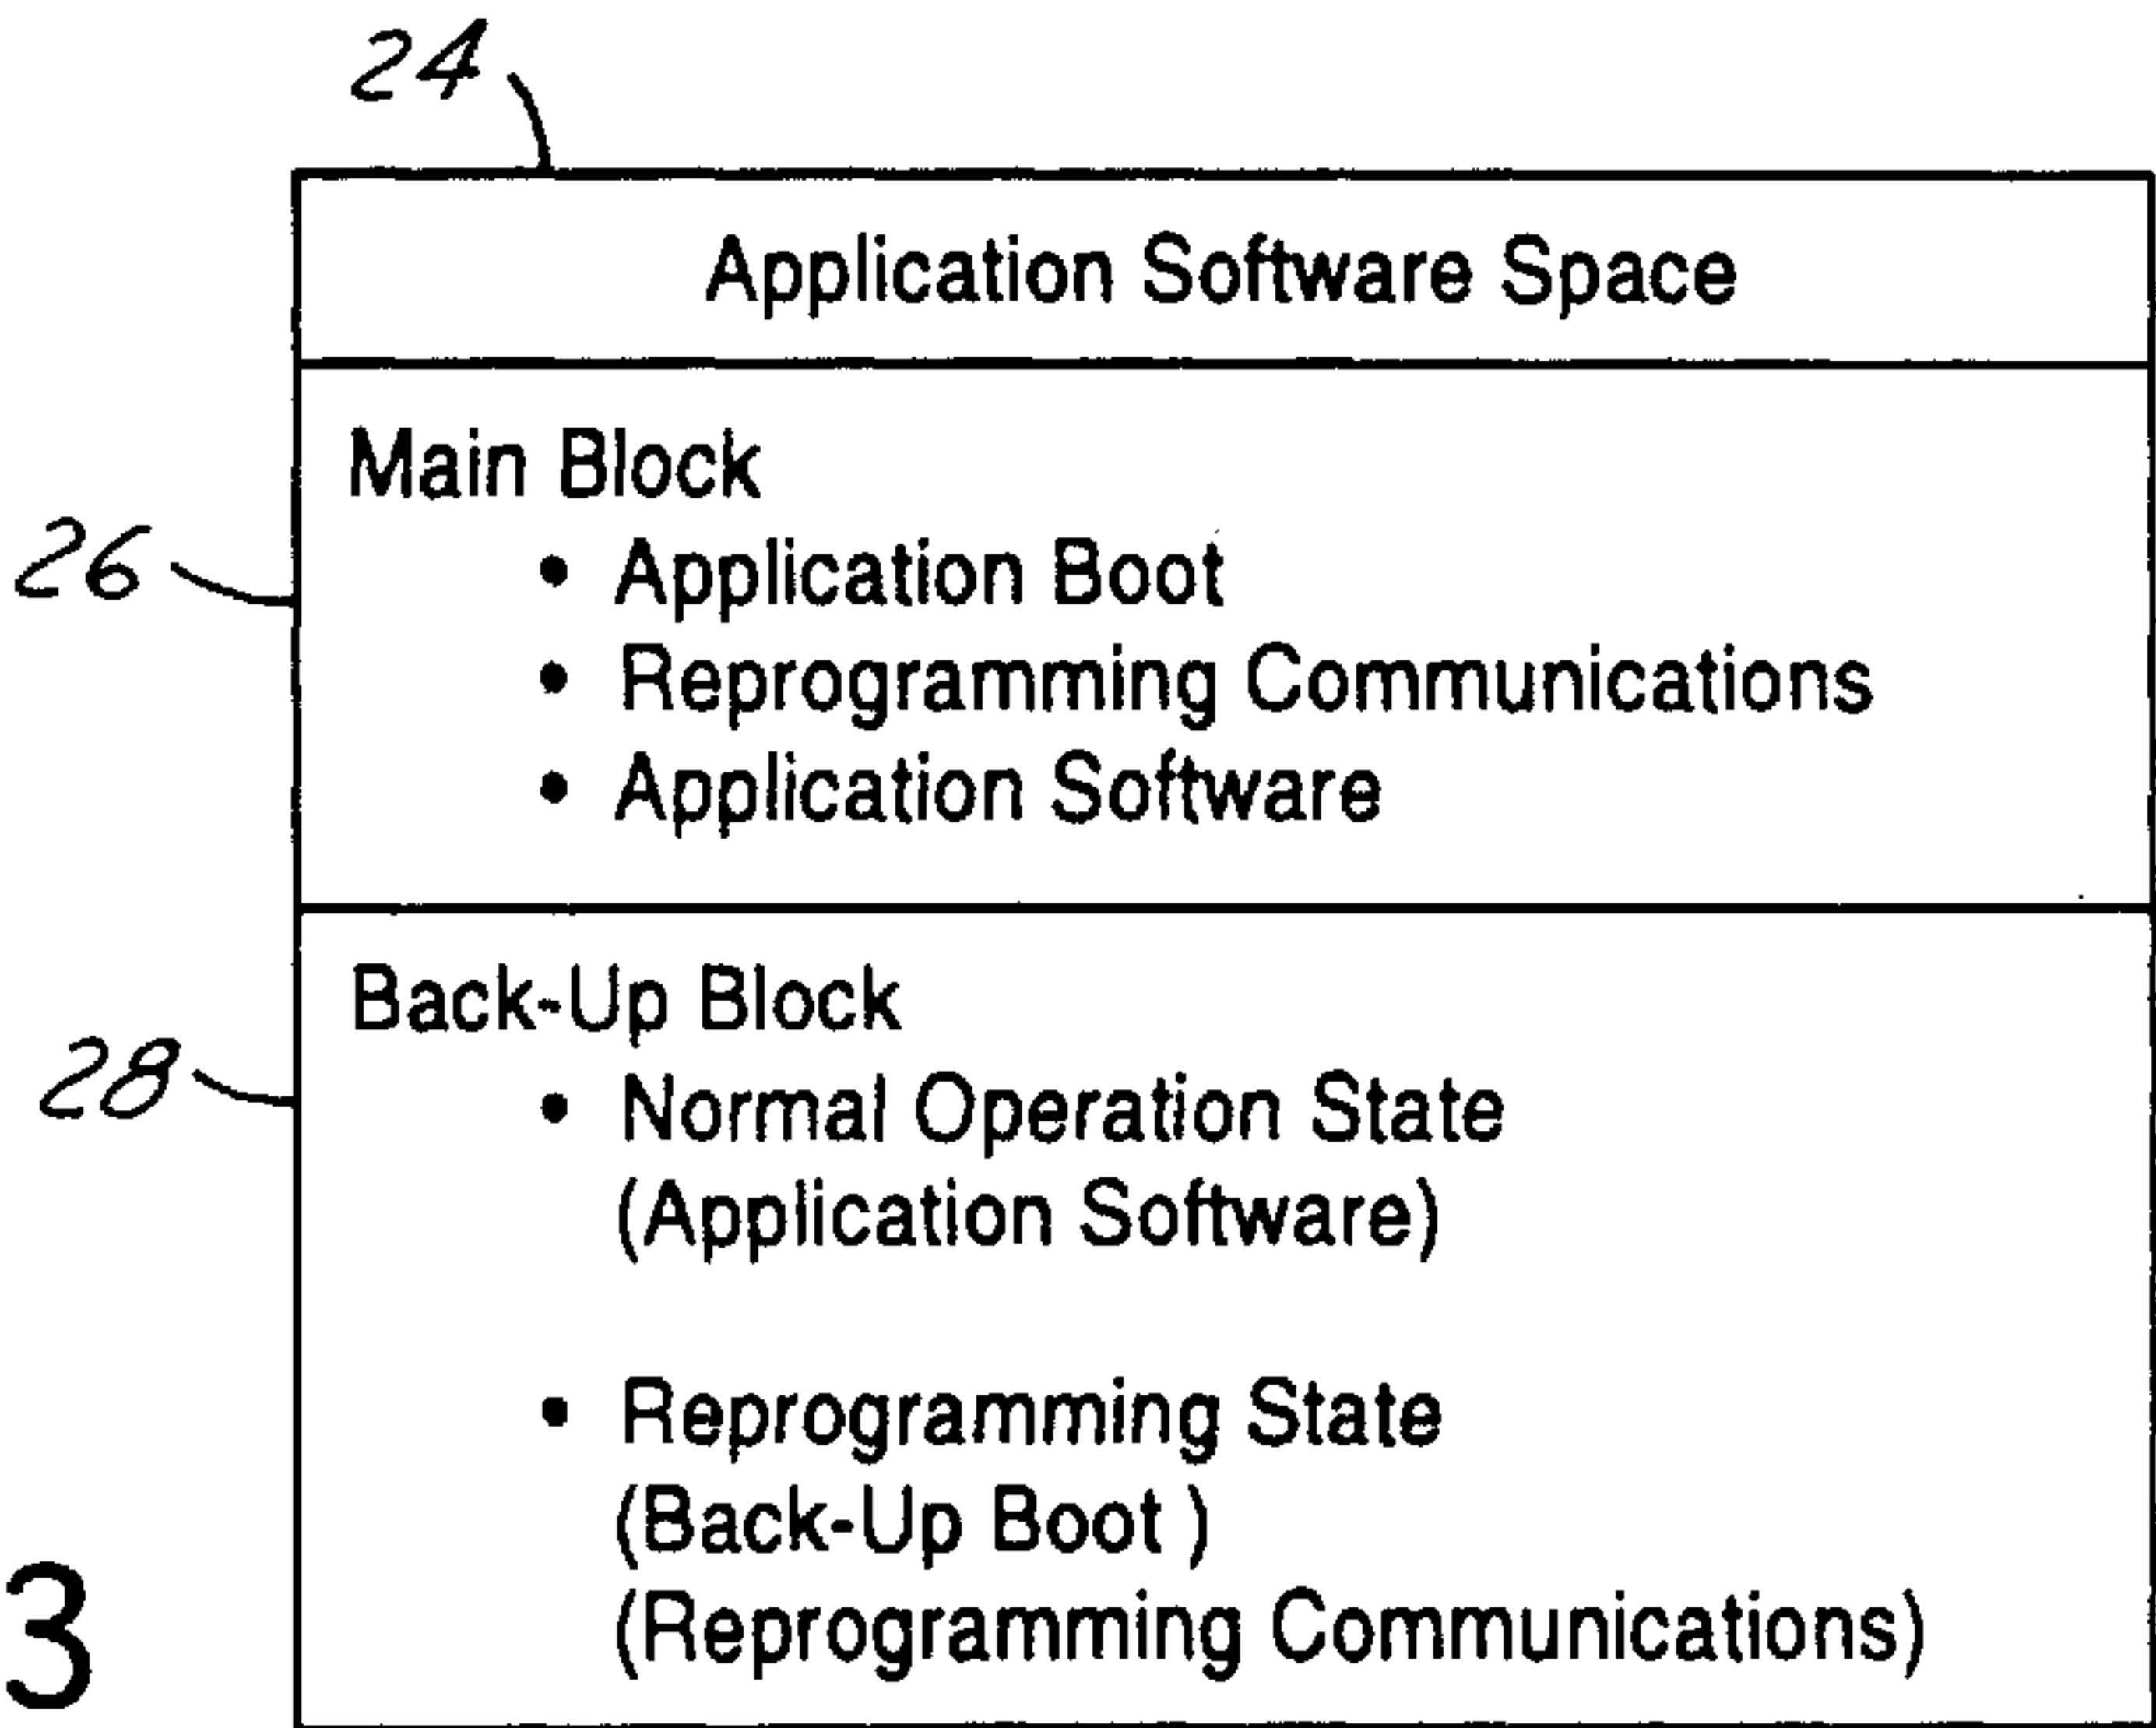 24
Application Software Space
Main Block
26
• Application Boot
• Reprogramming Communications
• Application Software
Back-Up Block
28
• Normal Operation State
(Application Software)
• Reprogramming State
(Back-Up Boot )
(Reprogramming Communications)
3